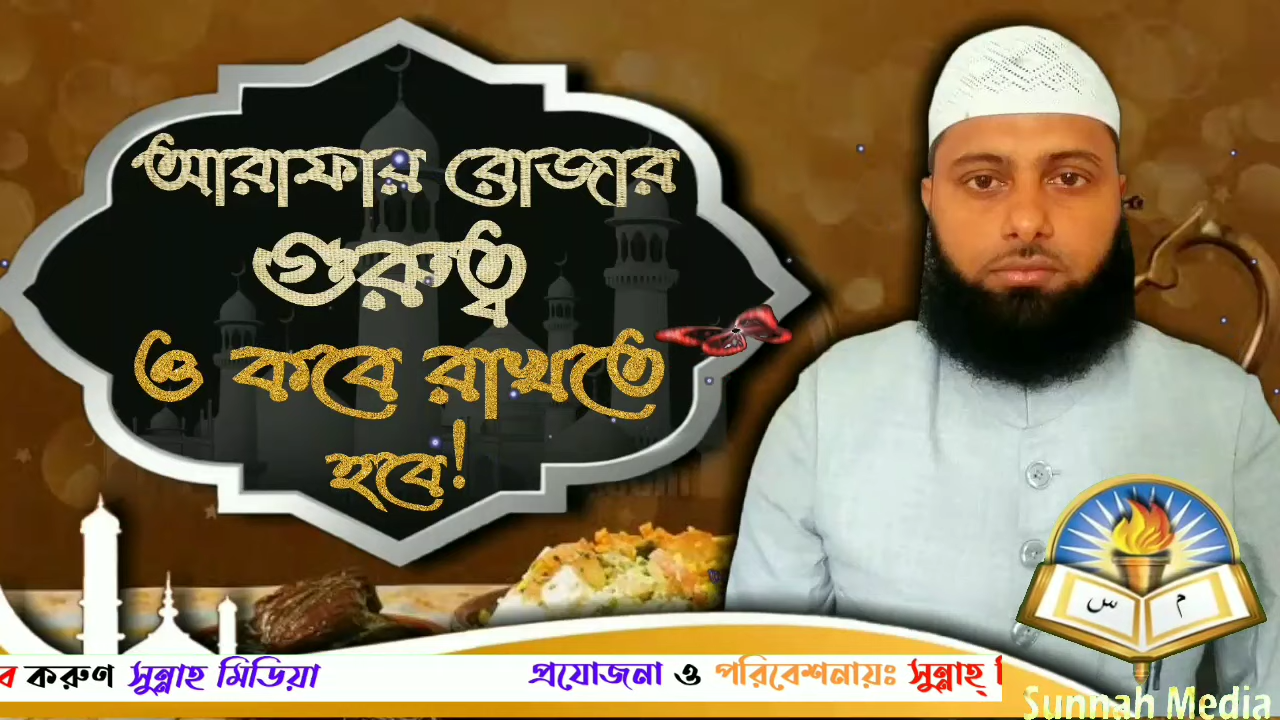 আরাফার রোজার
গুরুত্ব
ও কবে রাখতে
হবে!
س م
করুণ সুন্নাহ মিডিয়া প্রযোজনা ও পরিবেশনায়ঃ সুন্নাহ্
Sunnah Media